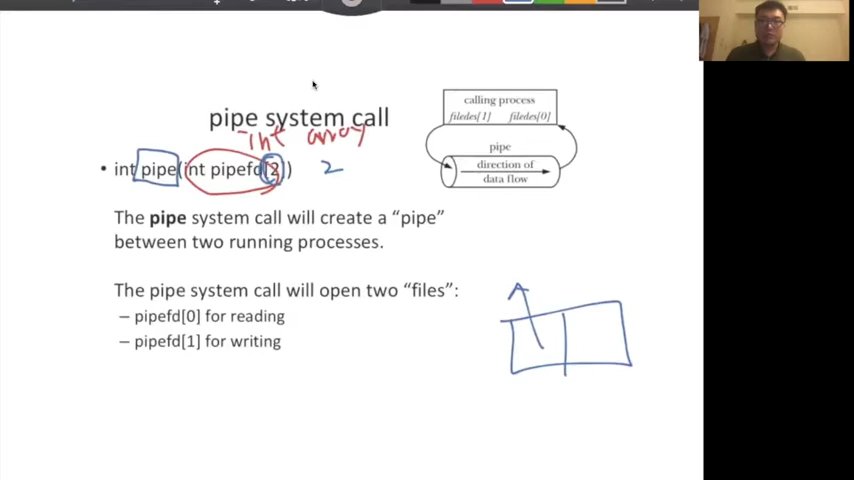 pipe system call
int array
• int pipe(int pipefd[2]) 2
The pipe system call will create a “pipe”
between two running processes.
The pipe system call will open two “files”:
– pipefd[0] for reading
– pipefd[1] for writing
calling process
filedes[1] filedes[0]
pipe
direction of
data flow